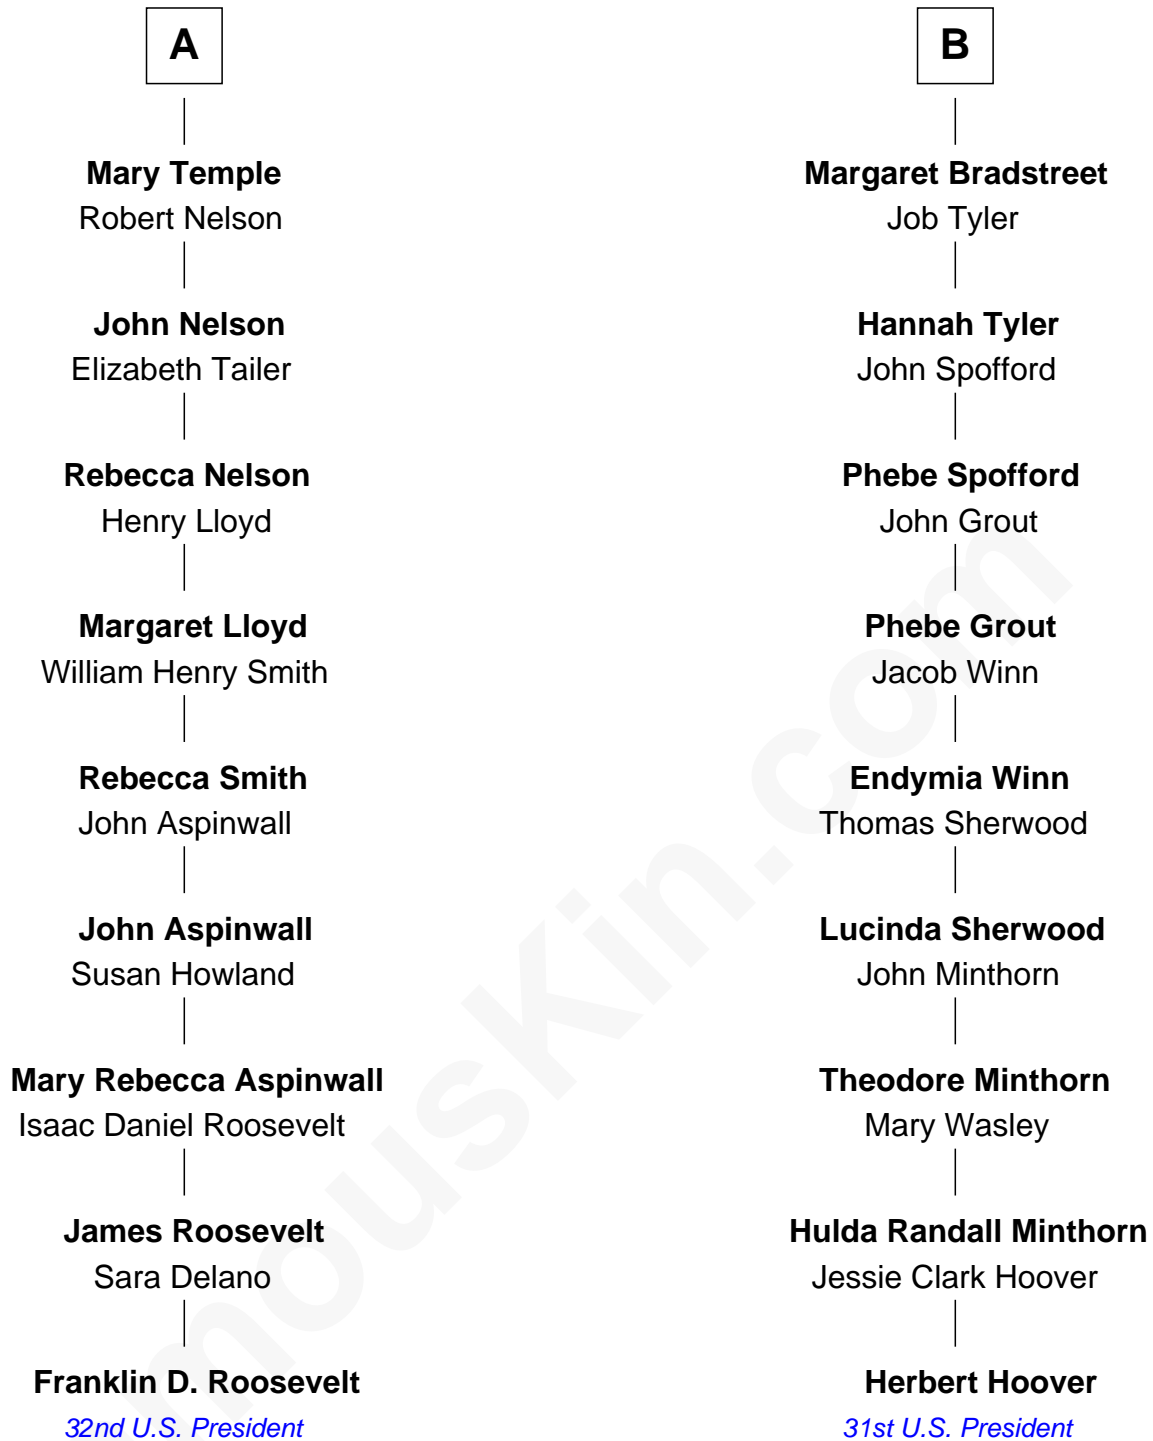 A
Mary Temple
Robert Nelson
John Nelson
Elizabeth Tailer
Rebecca Nelson
Henry Lloyd
Margaret Lloyd
William Henry Smith
Rebecca Smith
John Aspinwall
John Aspinwall
Susan Howland
Mary Rebecca Aspinwall
Isaac Daniel Roosevelt
James Roosevelt
Sara Delano
Franklin D. Roosevelt
32nd U.S. President
B
Margaret Bradstreet
Job Tyler
Hannah Tyler
John Spofford
Phebe Spofford
John Grout
Phebe Grout
Jacob Winn
Endymia Winn
Thomas Sherwood
Lucinda Sherwood
John Minthorn
Theodore Minthorn
Mary Wasley
Hulda Randall Minthorn
Jessie Clark Hoover
Herbert Hoover
31st U.S. President
mouskin.com